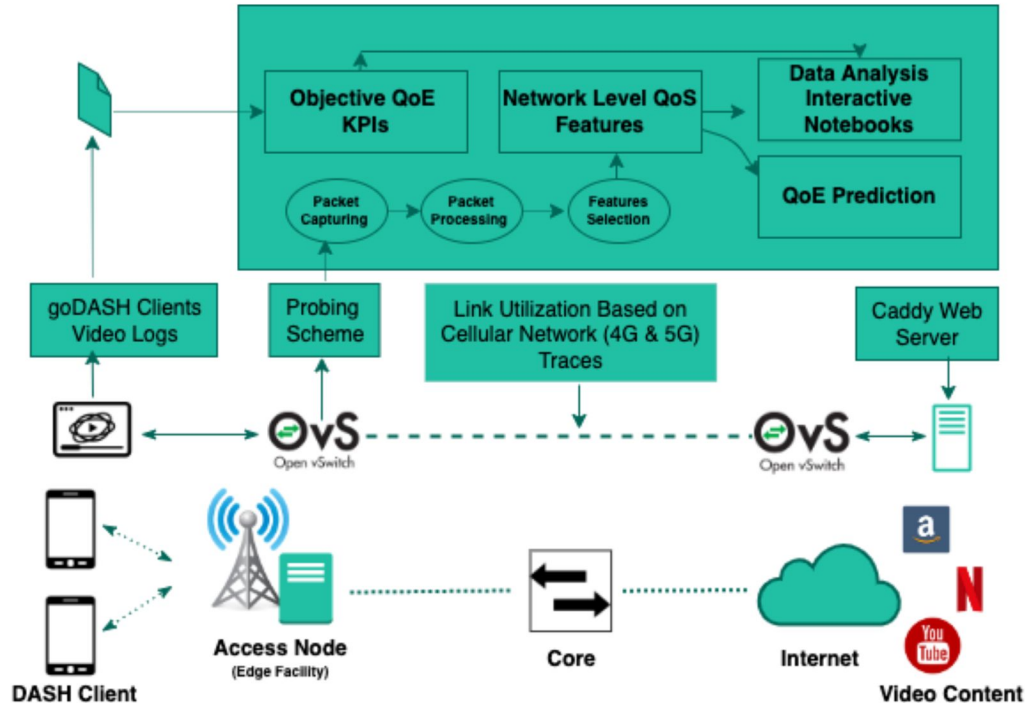 Objective QoE
KPIs
Network Level QoS
Features
Data Analysis
Interactive
Notebooks
QoE Prediction
Packet
Capturing
Packet
Processing
Features
Selection
goDASH Clients
Video Logs
Probing
Scheme
Link Utilization Based on
Cellular Network (4G & 5G)
Traces
Caddy Web
Server
OvS
Open vSwitch
OvS
Open vSwitch
a
N
You
Tube
Access Node
(Edge Facility)
Core
Internet
DASH Client
Video Content